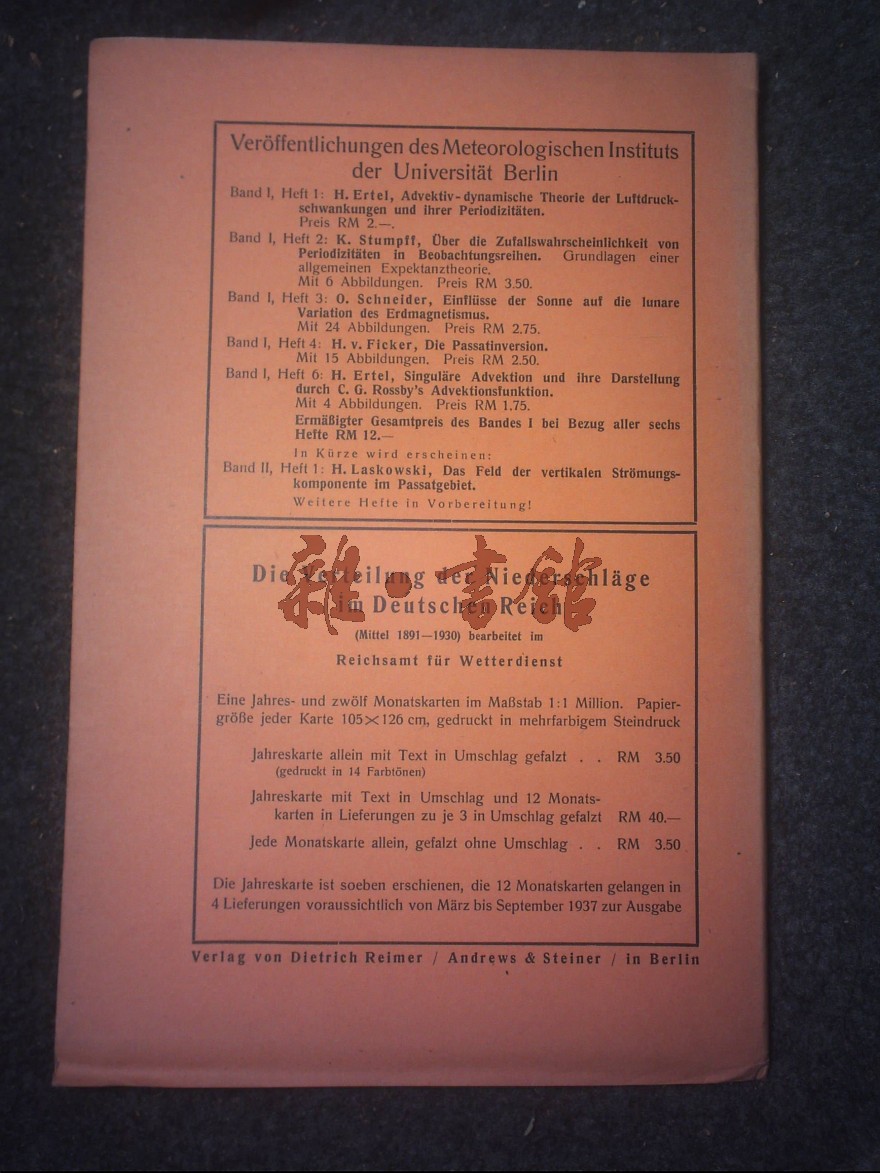 Veröffentlichungen des Meteorologischen Instituts
der Universität Berlin
Band I, Heft 1: H. Ertel, Advektiv-dynamische Theorie der Luftdruck-
schwankungen und ihrer Periodizitäten.
Preis RM 2.—.
Band I, Heft 2: K. Stumpff, Über die Zufallswahrscheinlichkeit von
Periodizitäten in Beobachtungsreihen. Grundlagen einer
allgemeinen Expektanztheorie.
Mit 6 Abbildungen. Preis RM 3.50.
Band I, Heft 3: O. Schneider, Einflüsse der Sonne auf die lunare
Variation des Erdmagnetismus.
Mit 24 Abbildungen. Preis RM 2.75.
Band I, Heft 4: H. v. Ficker, Die Passatinversion.
Mit 15 Abbildungen. Preis RM 2.50.
Band I, Heft 6: H. Ertel, Singuläre Advektion und ihre Darstellung
durch C. G. Rossby's Advektionsfunktion.
Mit 4 Abbildungen. Preis RM 1.75.
Ermäßigter Gesamtpreis des Bandes I bei Bezug aller sechs
Hefte RM 12.—
In Kürze wird erscheinen:
Band II, Heft 1: H. Laskowski, Das Feld der vertikalen Strömungs-
komponente im Passatgebiet.
Weitere Hefte in Vorbereitung!
Die Verteilung der Niederschläge
im Deutschen Reich
雜·書館
(Mittel 1891—1930) bearbeitet im
Reichsamt für Wetterdienst
Eine Jahres- und zwölf Monatskarten im Maßstab 1:1 Million. Papier-
größe jeder Karte 105×126 cm, gedruckt in mehrfarbigem Steindruck
Jahreskarte allein mit Text in Umschlag gefalzt . . RM 3.50
(gedruckt in 14 Farbtönen)
Jahreskarte mit Text in Umschlag und 12 Monats-
karten in Lieferungen zu je 3 in Umschlag gefalzt RM 40.—
Jede Monatskarte allein, gefalzt ohne Umschlag . . RM 3.50
Die Jahreskarte ist soeben erschienen, die 12 Monatskarten gelangen in
4 Lieferungen voraussichtlich von März bis September 1937 zur Ausgabe
Verlag von Dietrich Reimer / Andrews & Steiner / in Berlin